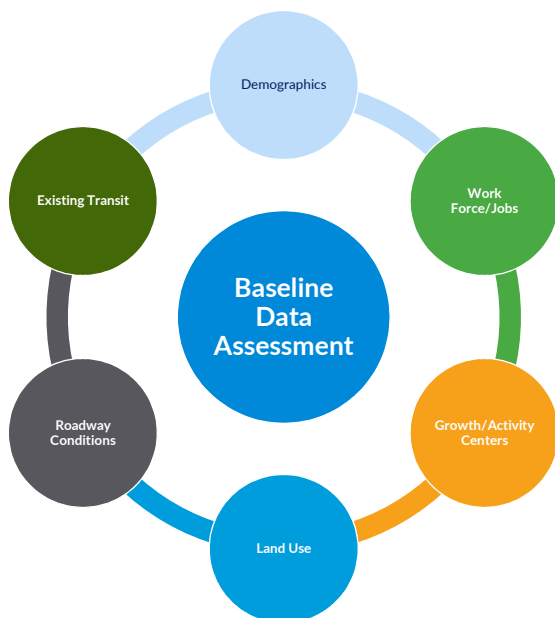 Demographics
Existing Transit
Work
Force/Jobs
Baseline
Data
Assessment
Roadway
Conditions
Growth/Activity
Centers
Land Use